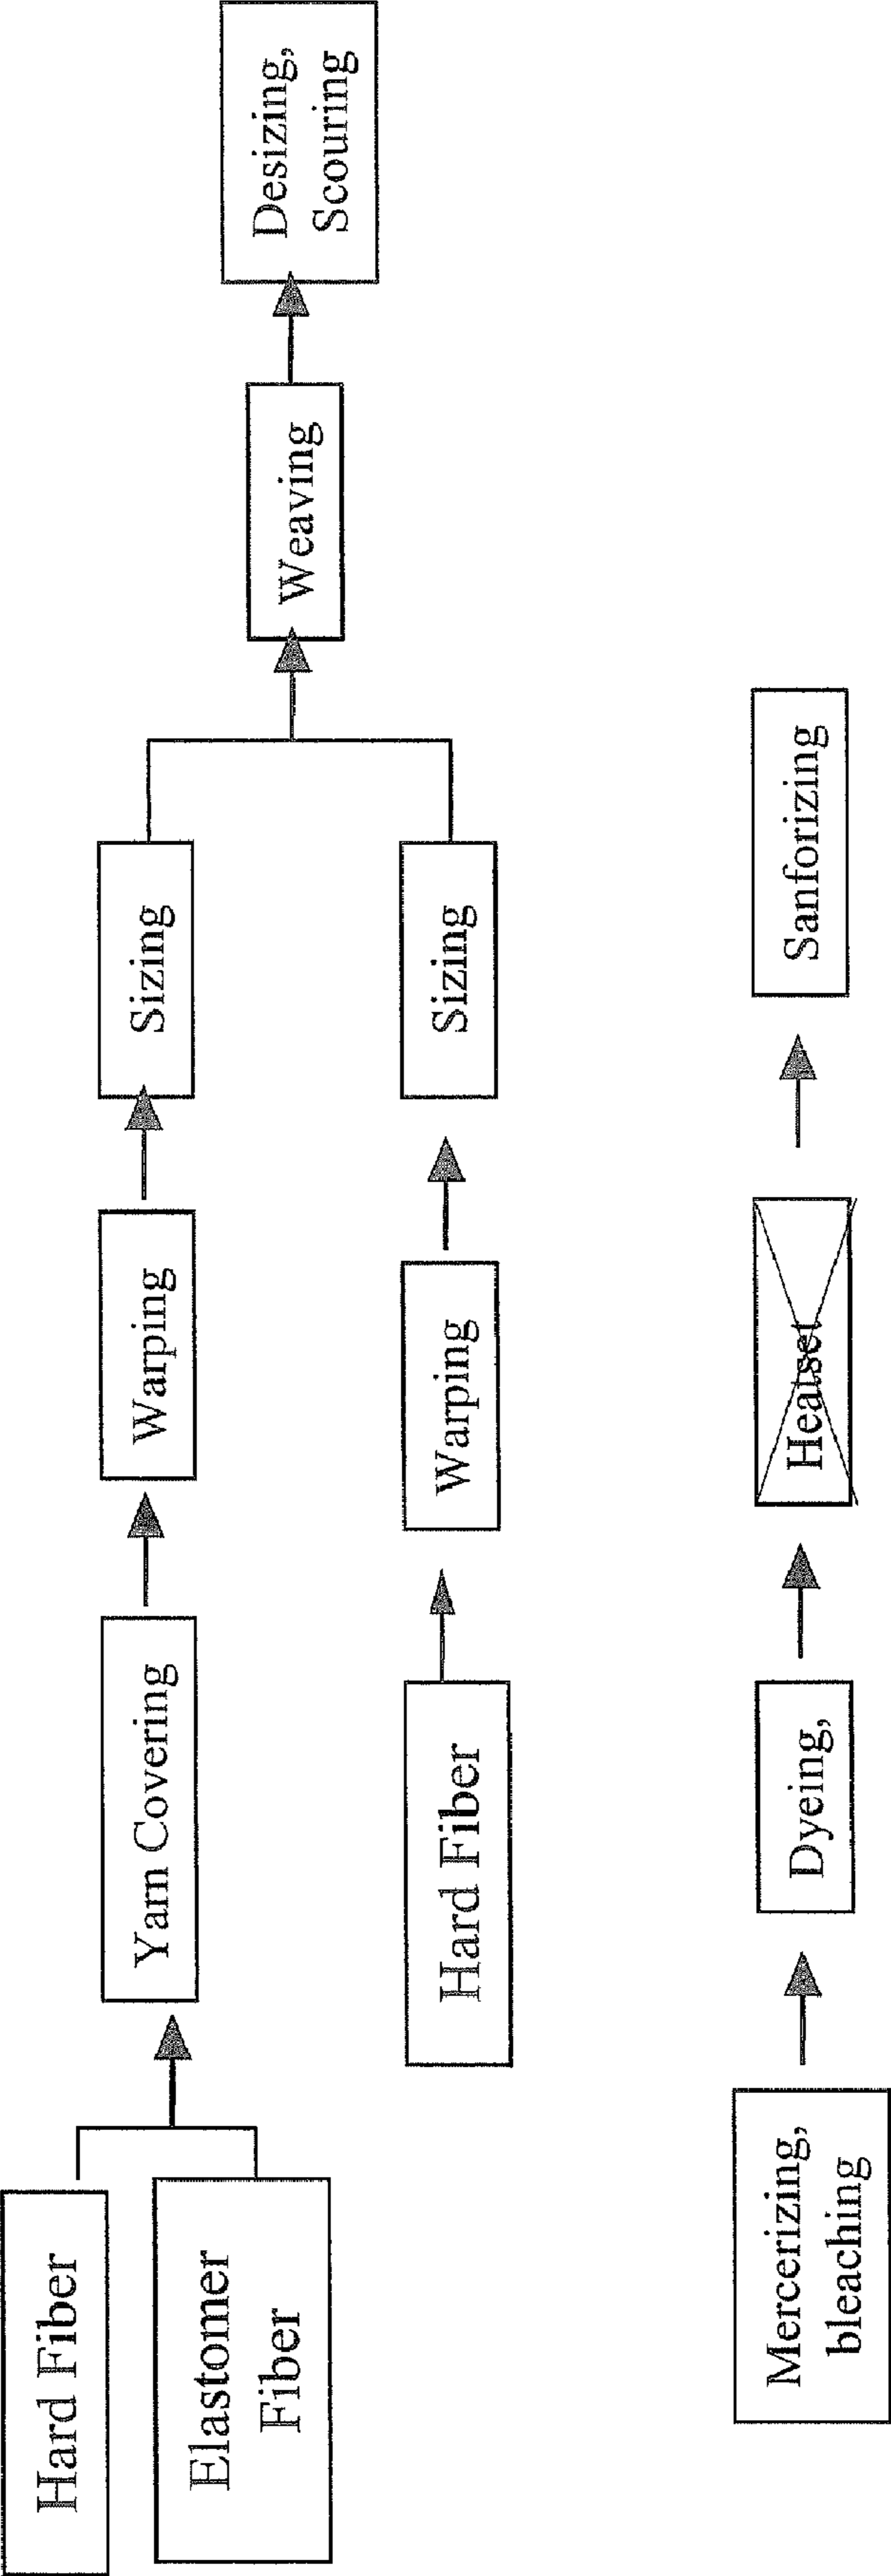 Hard Fiber
Elastomer
Fiber
Yarn Covering
Warping
Sizing
Hard Fiber
Warping
Sizing
Weaving
Desizing,
Scouring
Mercerizing,
bleaching
Dyeing,
Heatset
Sanforizing